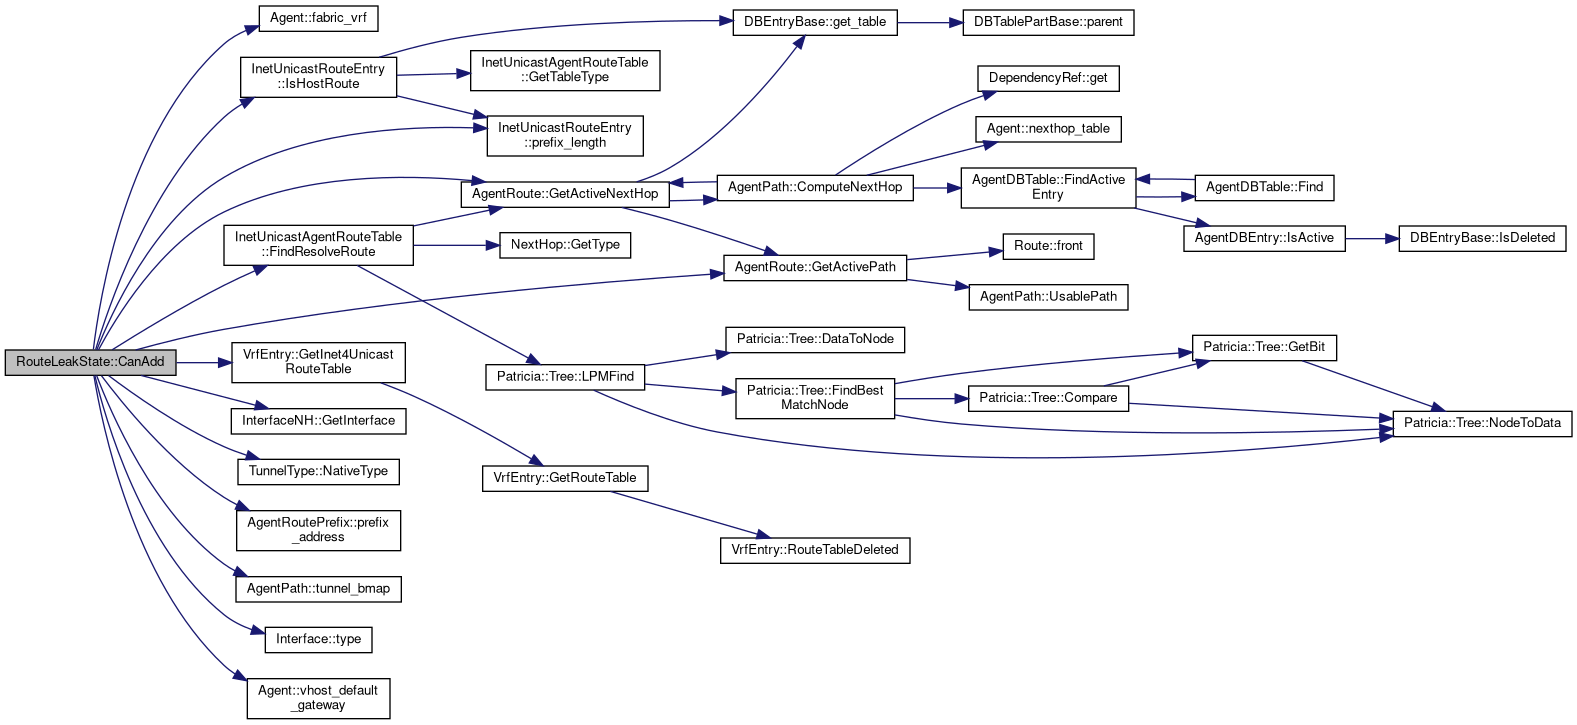 RouteLeakState::CanAdd
Agent::fabric_vrf
InetUnicastRouteEntry
::IsHostRoute
DBEntryBase::get_table
DBTablePartBase::parent
InetUnicastAgentRouteTable
::GetTableType
InetUnicastRouteEntry
::prefix_length
AgentRoute::GetActiveNextHop
AgentPath::ComputeNextHop
DependencyRef::get
Agent::nexthop_table
AgentDBTable::FindActive
Entry
AgentDBTable::Find
AgentDBEntry::IsActive
DBEntryBase::IsDeleted
InetUnicastAgentRouteTable
::FindResolveRoute
NextHop::GetType
AgentRoute::GetActivePath
Route::front
AgentPath::UsablePath
Patricia::Tree::LPMFind
Patricia::Tree::DataToNode
Patricia::Tree::FindBest
MatchNode
Patricia::Tree::GetBit
Patricia::Tree::Compare
Patricia::Tree::NodeToData
VrfEntry::GetInet4Unicast
RouteTable
VrfEntry::GetRouteTable
VrfEntry::RouteTableDeleted
InterfaceNH::GetInterface
TunnelType::NativeType
AgentRoutePrefix::prefix
_address
AgentPath::tunnel_bmap
Interface::type
Agent::vhost_default
_gateway